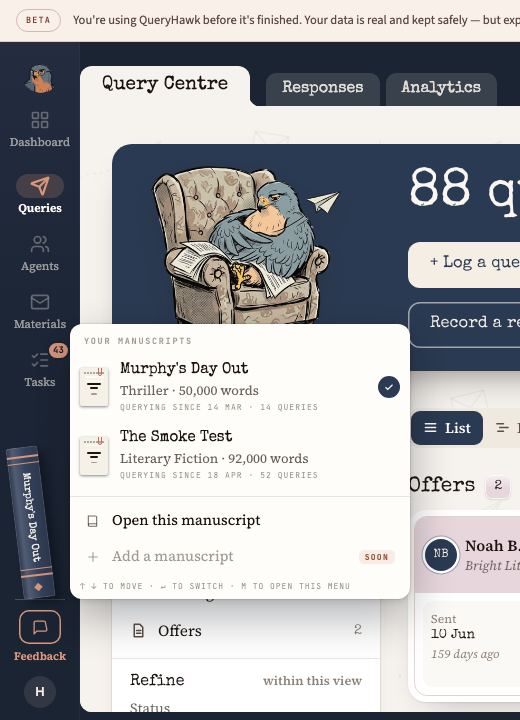 BETA
You're using QueryHawk before it's finished. Your data is real and kept safely — but exp
Query Centre
Responses
Analytics
Dashboard
Queries
Agents
Materials
43
Tasks
Murphy's Day Out
Feedback
H
88 qu
+ Log a que
Record a re
YOUR MANUSCRIPTS
Murphy's Day Out
Thriller · 50,000 words
QUERYING SINCE 14 MAR · 14 QUERIES
The Smoke Test
Literary Fiction · 92,000 words
QUERYING SINCE 18 APR · 52 QUERIES
Open this manuscript
Add a manuscript
SOON
↑ ↓ TO MOVE · ↵ TO SWITCH · M TO OPEN THIS MENU
List
Offers 2
NB
Noah B.
Bright Lit
Sent
10 Jun
159 days ago
Offers 2
Refine
within this view
Status